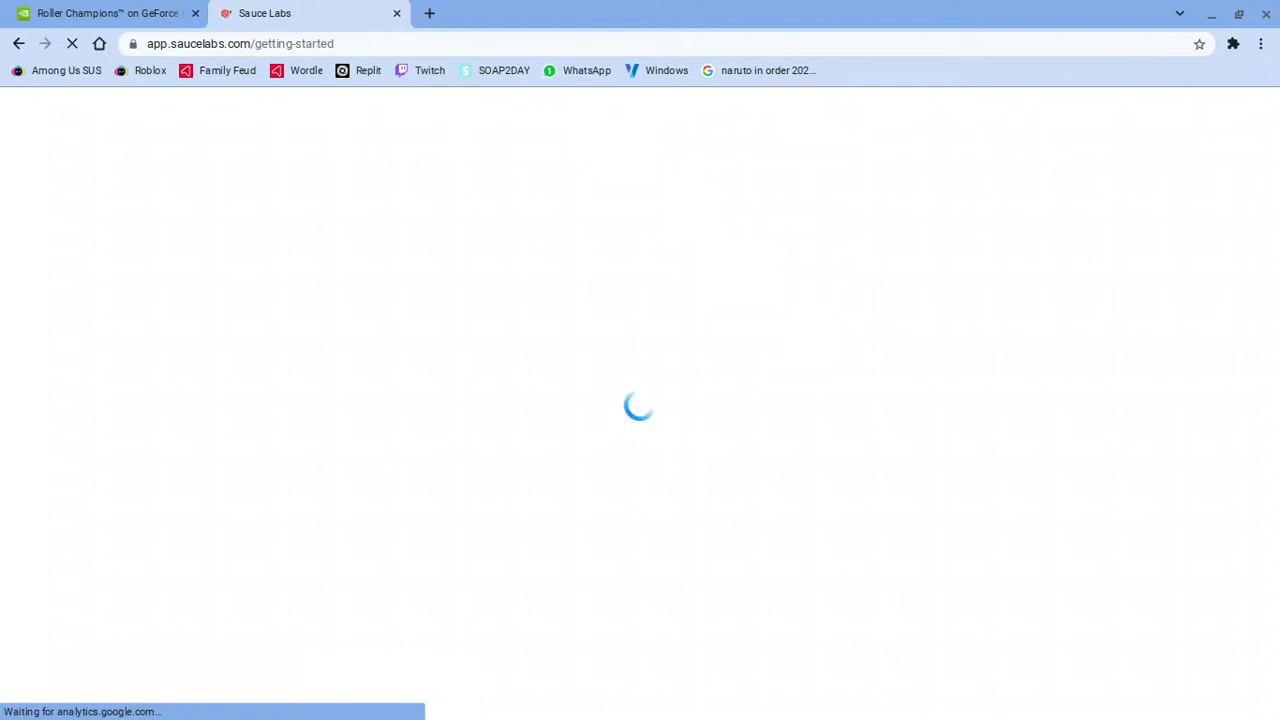 Roller Champions™ on GeForce
Sauce Labs
app.saucelabs.com/getting-started
Among Us SUS
Roblox
Family Feud
Wordle
Replit
Twitch
SOAP2DAY
WhatsApp
Windows
naruto in order 202...
Waiting for analytics.google.com...